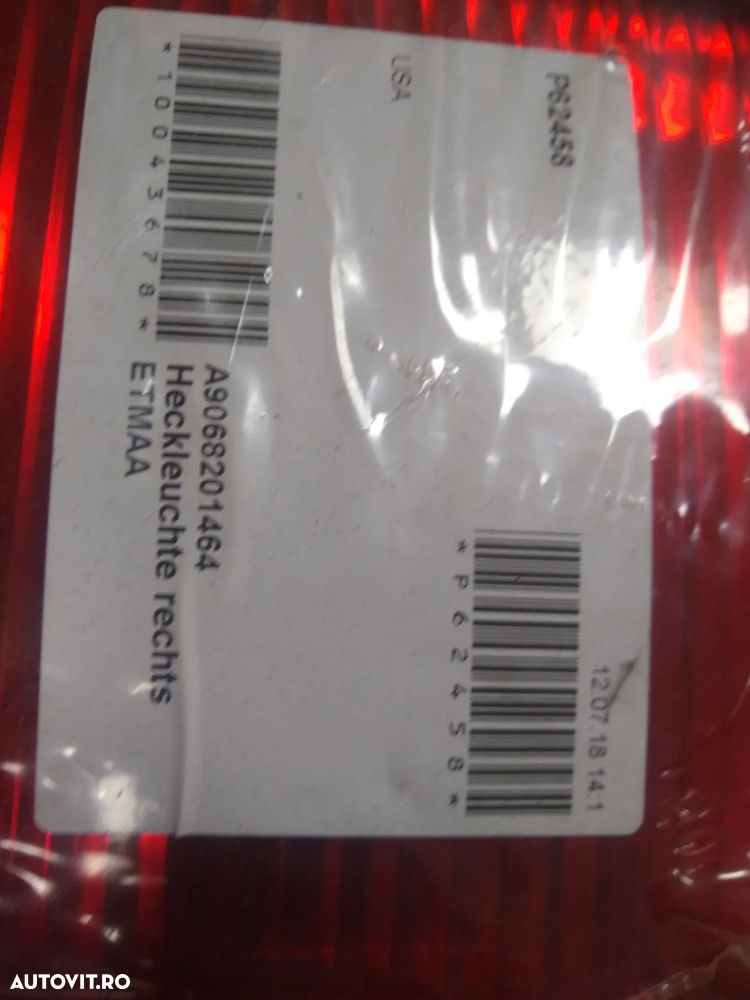 P62458
USA
*10043678*
A9068201464
Heckleuchte rechts
ETMAA
12.07.18 14:1
*P62458*
AUTOVIT.RO